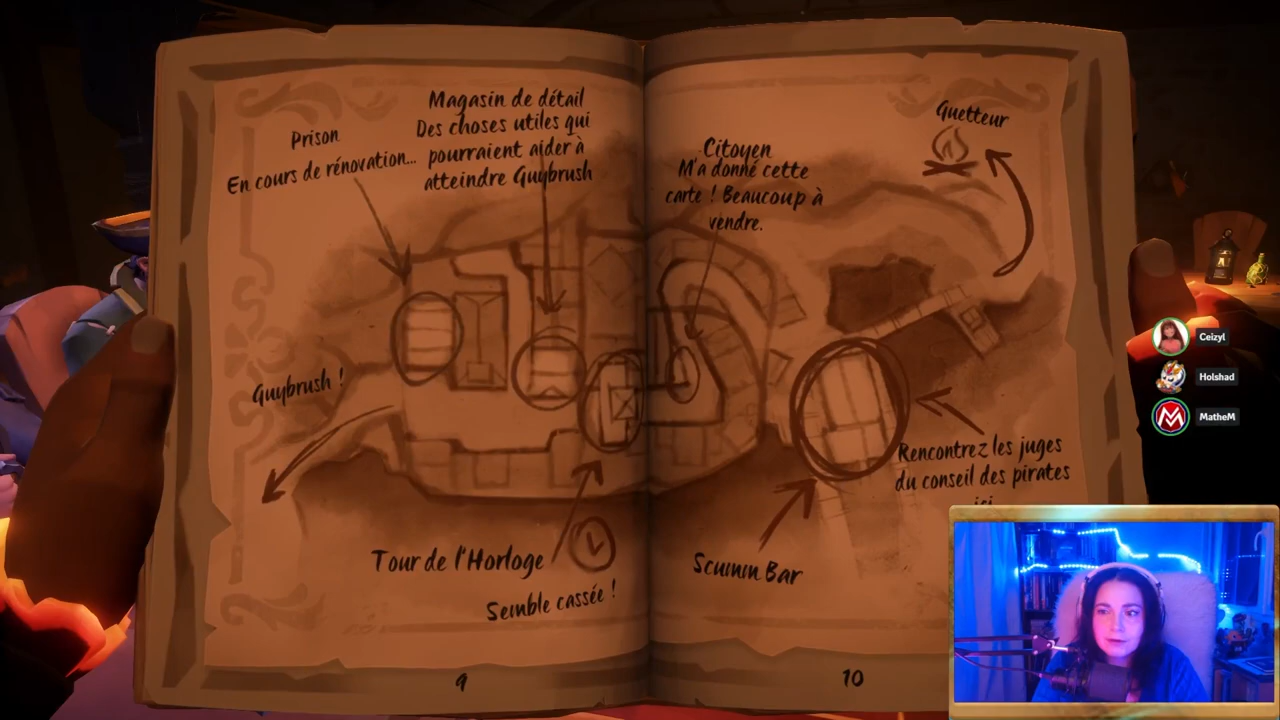 Prison
En cours de rénovation...
Magasin de détail
Des choses utiles qui
pourraient aider à
atteindre Guybrush
Guybrush !
Tour de l'Horloge
Semble cassée !
9
Citoyen
M'a donné cette
carte ! Beaucoup à
vendre.
Guetteur
Rencontrez les juges
du conseil des pirates
ici
Scumm Bar
10
Ceizyl
Holshad
MatheM